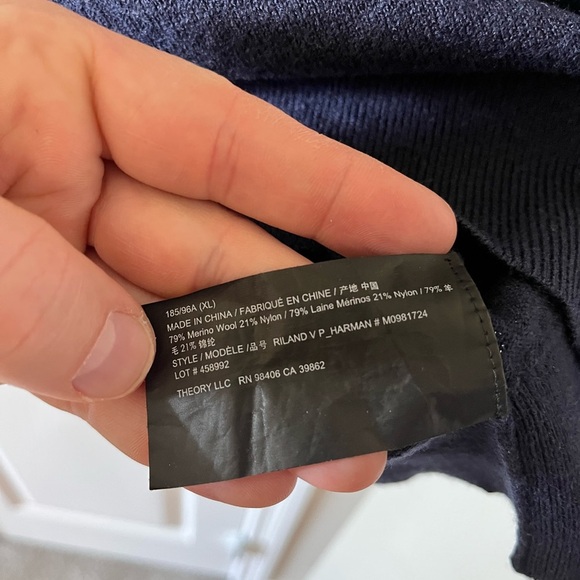 185/96A (XL)
MADE IN CHINA / FABRIQUÉ EN CHINE / 产地 中国
79% Merino Wool 21% Nylon / 79% Laine Mérinos 21% Nylon / 79% 羊
毛 21% 錦纶
STYLE / MODÈLE /品号 RILAND V P_HARMAN # M0981724
LOT # 458992
THEORY LLC RN 98406 CA 39862